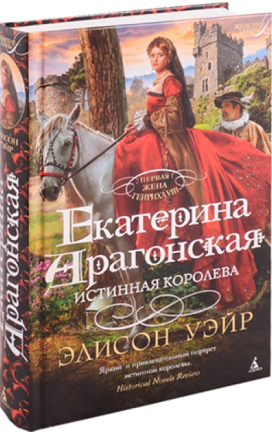 ПЕРВАЯ
ЖЕНА
ГЕНРИХА VIII
ЕКАТЕРИНА
АРАГОНСКАЯ
ИСТИННАЯ КОРОЛЕВА
ЭЛИСОН УЭЙР
Яркий и привлекательный портрет
истинной королевы.
Historical Novels Review
ЭЛИСОН
УЭЙР
Екатерина Арагонская